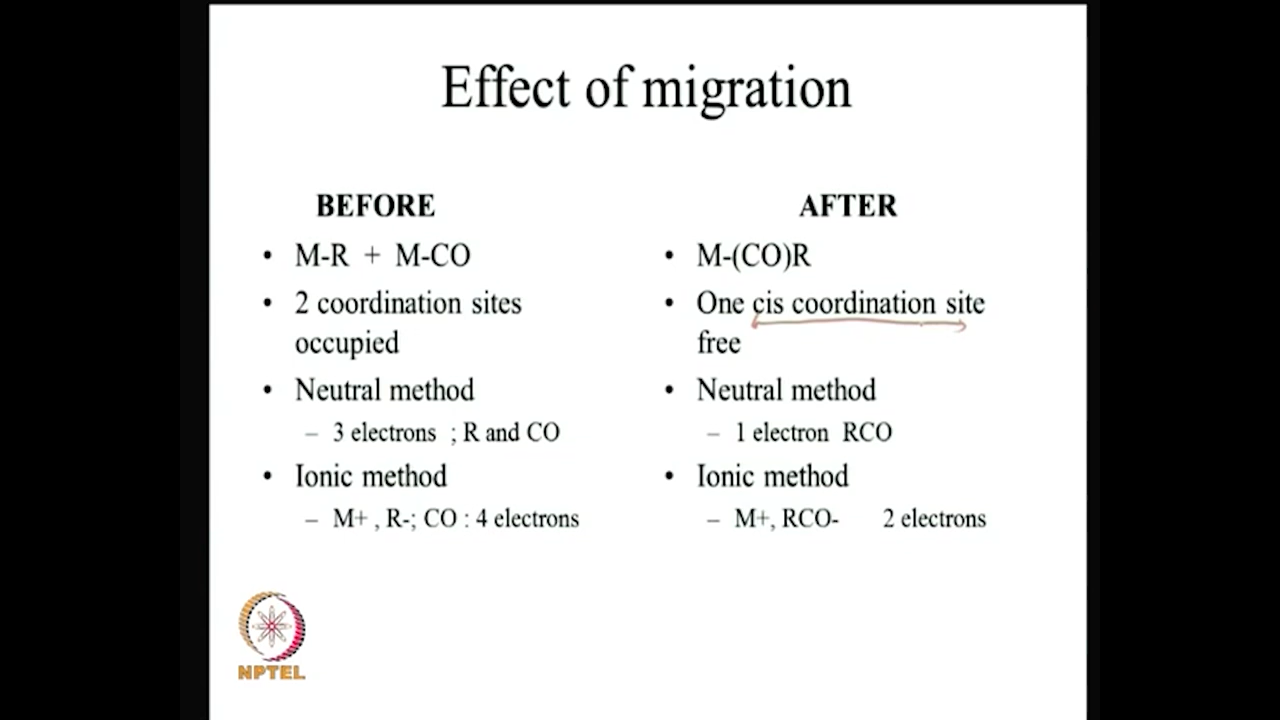 Effect of migration
BEFORE
• M-R + M-CO
• 2 coordination sites
occupied
• Neutral method
– 3 electrons ; R and CO
• Ionic method
– M+ , R-; CO : 4 electrons
AFTER
• M-(CO)R
• One cis coordination site
free
• Neutral method
– 1 electron RCO
• Ionic method
– M+, RCO- 2 electrons
NPTEL